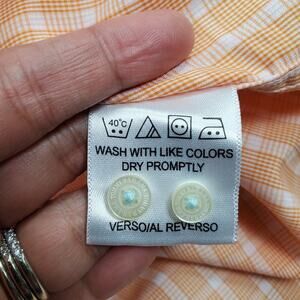 40°C
WASH WITH LIKE COLORS
DRY PROMPTLY
VERSO/AL REVERSO